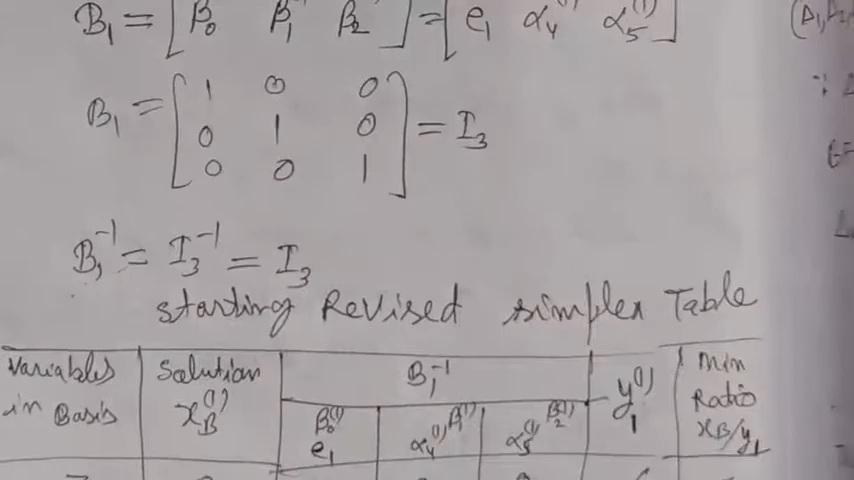 B₁ = [β₀ β₁ β₂] = [e₁ α₄⁽¹⁾ α₅⁽¹⁾]
B₁ = [1 0 0
0 1 0
0 0 1] = I₃
B₁⁻¹ = I₃⁻¹ = I₃
starting Revised simplex Table
Variables in Basis
Solution x_B⁽¹⁾
B₁⁻¹
β₀⁽¹⁾ e₁
α₄⁽¹⁾ β₁⁽¹⁾
α₅⁽¹⁾ β₂⁽¹⁾
y₁⁽¹⁾
Min Ratio x_B/y₁